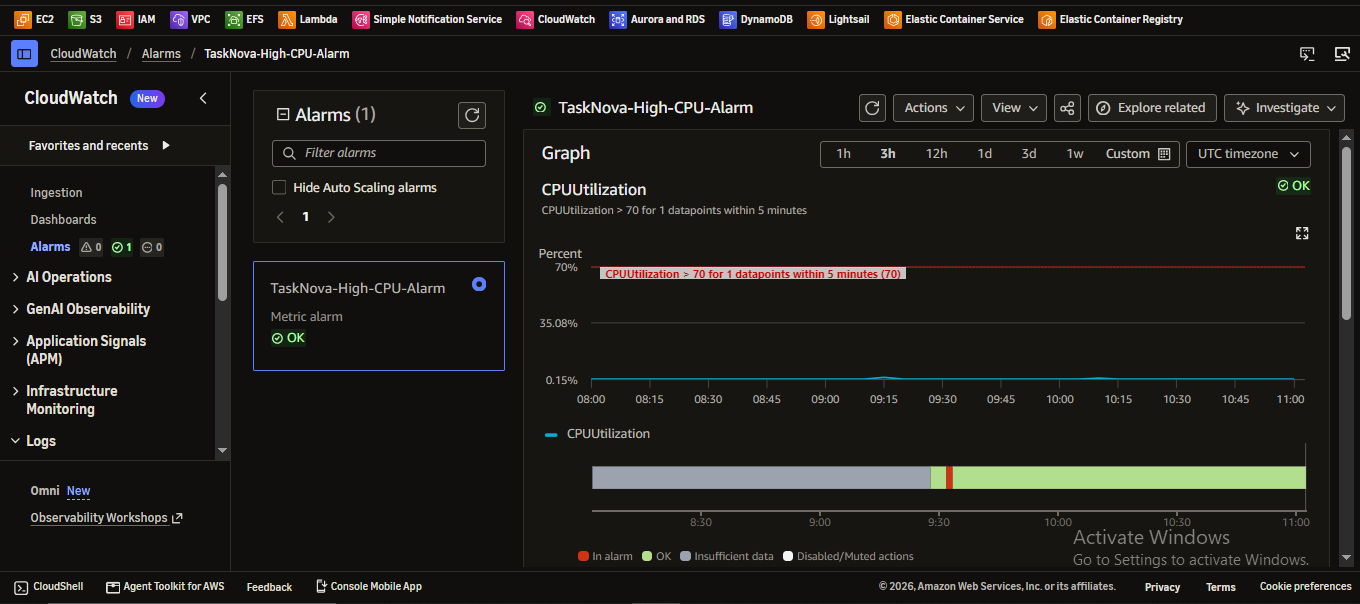 EC2 S3 IAM VPC EFS Lambda Simple Notification Service CloudWatch Aurora and RDS DynamoDB Lightsail Elastic Container Service Elastic Container Registry
CloudWatch / Alarms / TaskNova-High-CPU-Alarm
CloudWatch New
Favorites and recents
Ingestion
Dashboards
Alarms 0 1 0
AI Operations
GenAI Observability
Application Signals
(APM)
Infrastructure
Monitoring
Logs
Omni New
Observability Workshops
Alarms (1)
Filter alarms
Hide Auto Scaling alarms
1
TaskNova-High-CPU-Alarm
Metric alarm
OK
TaskNova-High-CPU-Alarm
Actions View Explore related Investigate
Graph
1h 3h 12h 1d 3d 1w Custom UTC timezone
CPUUtilization
OK
CPUUtilization > 70 for 1 datapoints within 5 minutes
Percent
70%
CPUUtilization > 70 for 1 datapoints within 5 minutes (70)
35.08%
0.15%
08:00 08:15 08:30 08:45 09:00 09:15 09:30 09:45 10:00 10:15 10:30 10:45 11:00
CPUUtilization
8:30 9:00 9:30 10:00 10:30 11:00
In alarm OK Insufficient data Disabled/Muted actions
Activate Windows
Go to Settings to activate Windows.
CloudShell Agent Toolkit for AWS Feedback Console Mobile App
© 2026, Amazon Web Services, Inc. or its affiliates. Privacy Terms Cookie preferences